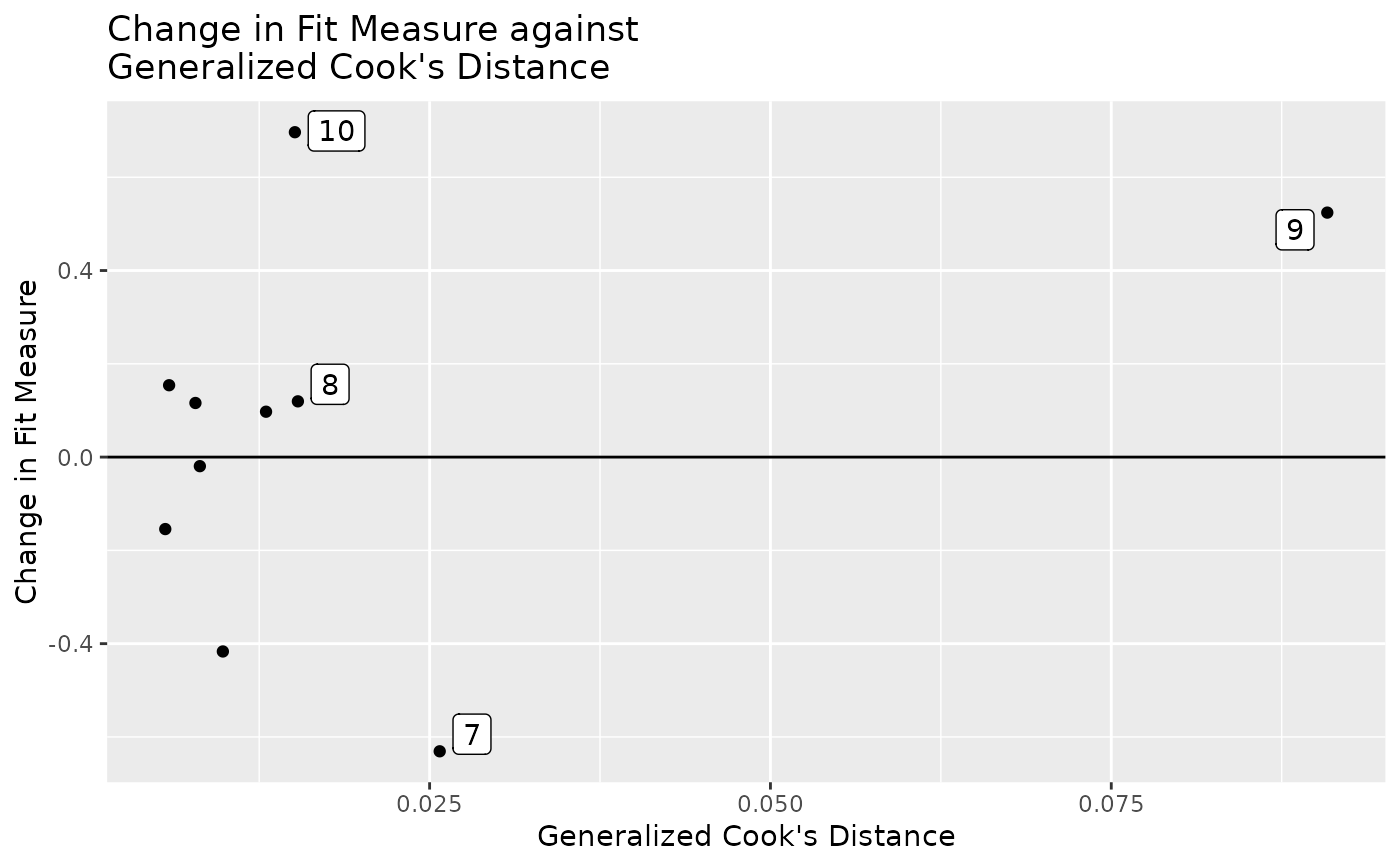 Change in Fit Measure against
Generalized Cook's Distance
10
9
8
7
0.4
0.0
-0.4
Change in Fit Measure
0.025
0.050
0.075
Generalized Cook's Distance